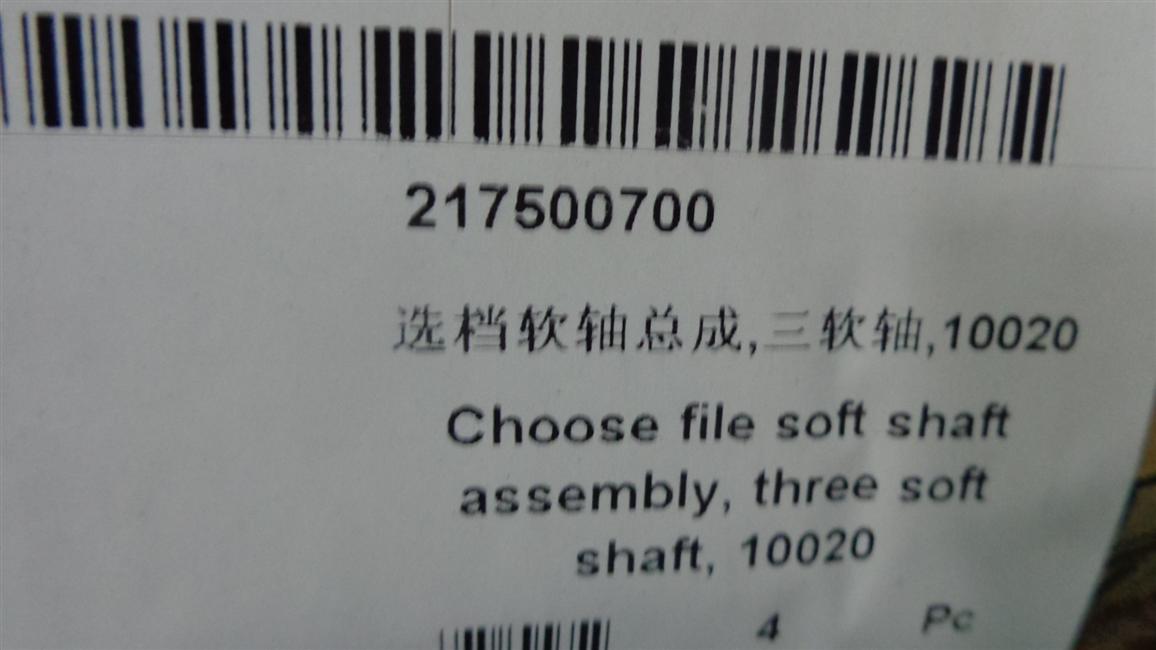 217500700
选档软轴总成,三软轴,10020
Choose file soft shaft
assembly, three soft
shaft, 10020
4 Pc